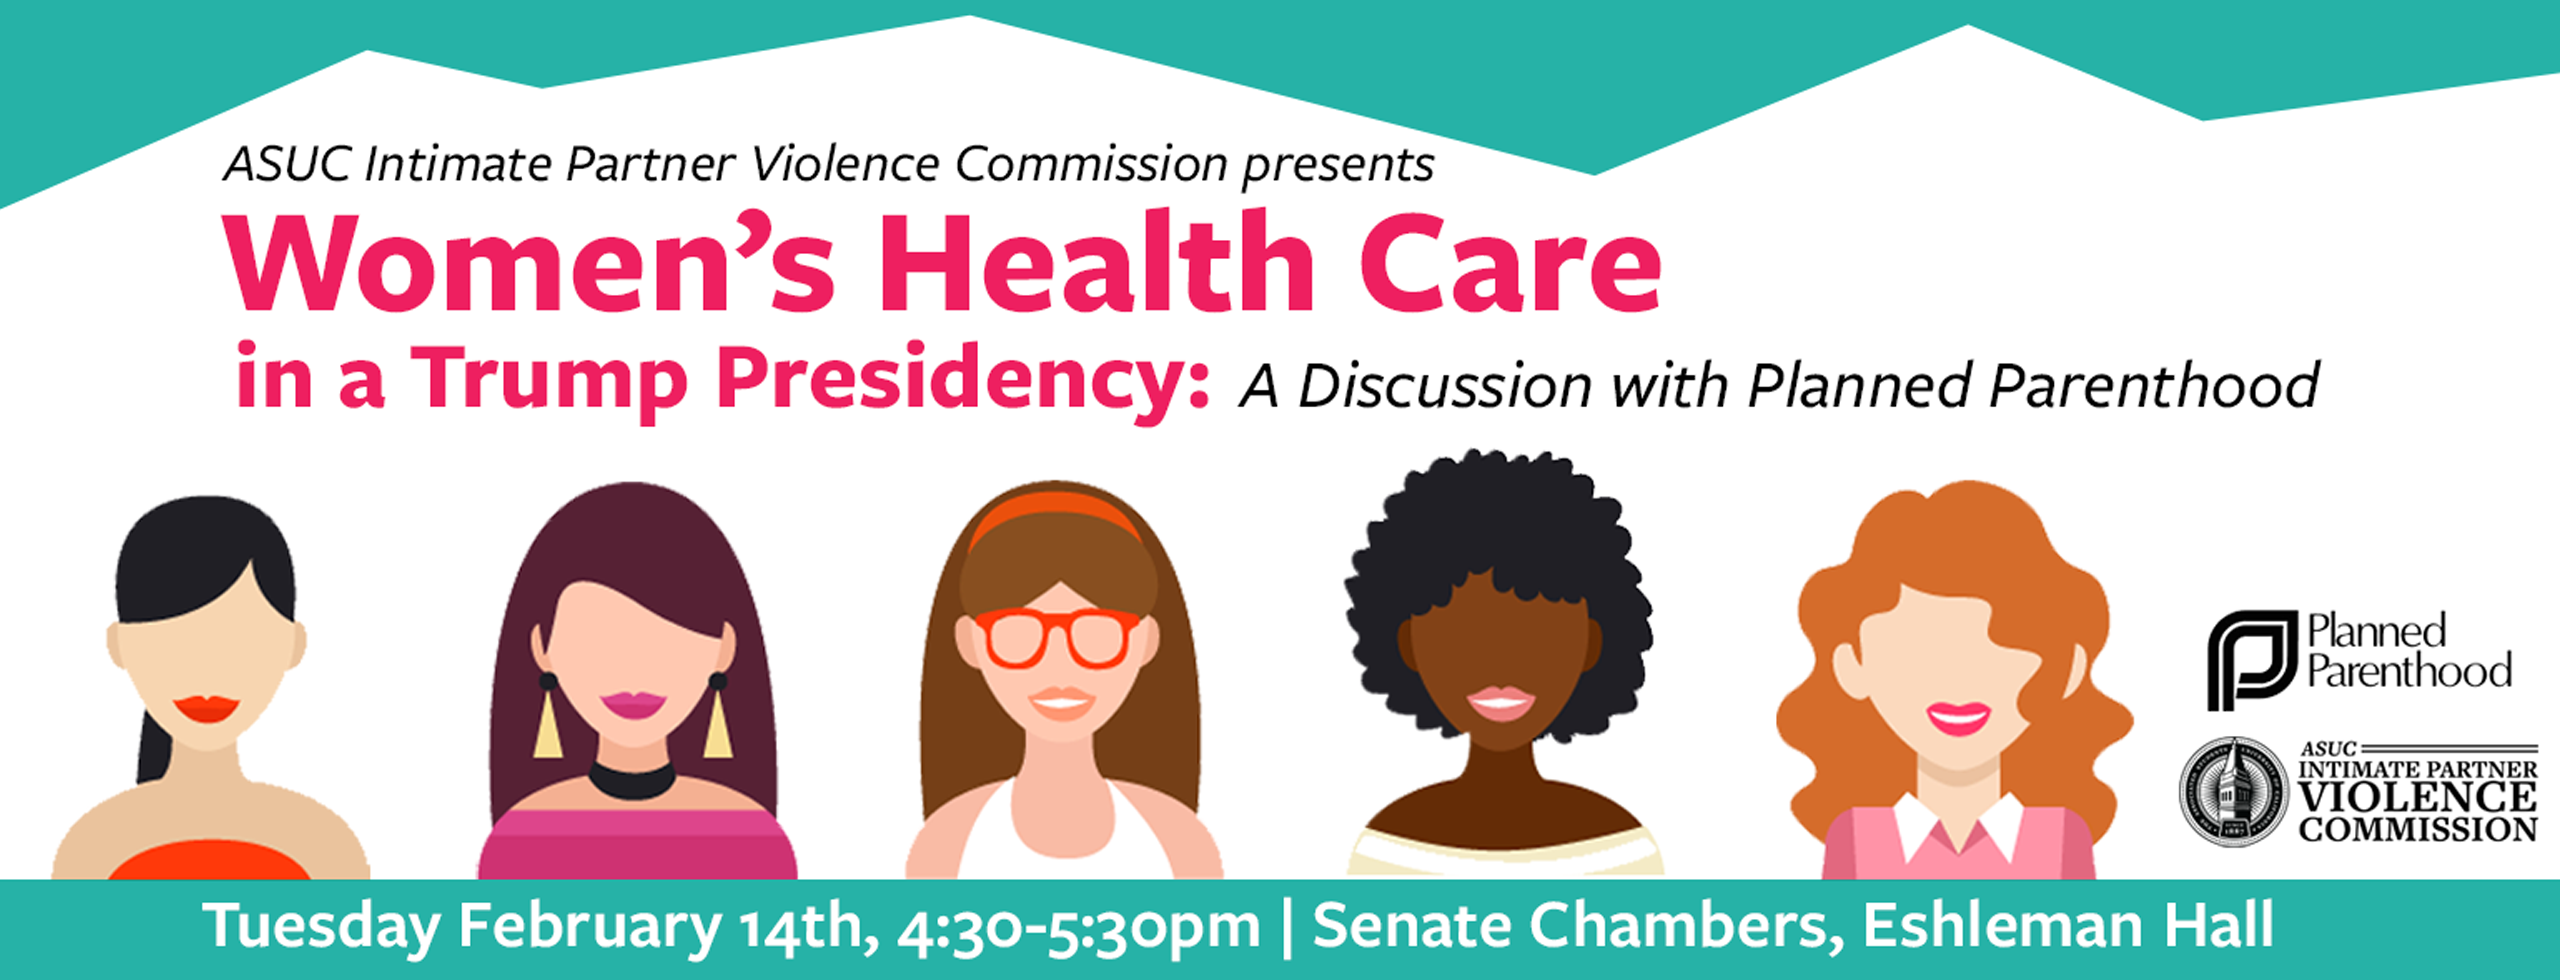 ASUC Intimate Partner Violence Commission presents
Women’s Health Care
in a Trump Presidency: A Discussion with Planned Parenthood
Planned
Parenthood
ASUC
INTIMATE PARTNER
VIOLENCE
COMMISSION
Tuesday February 14th, 4:30-5:30pm | Senate Chambers, Eshleman Hall